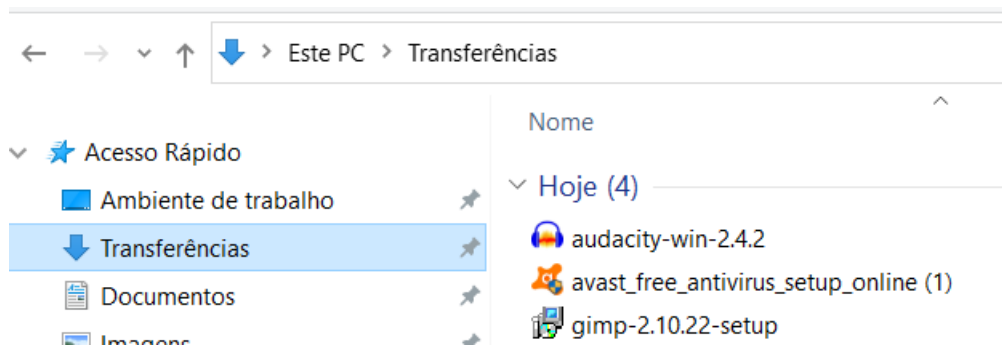 Este PC > Transferências
Nome
Acesso Rápido
Hoje (4)
Ambiente de trabalho
audacity-win-2.4.2
Transferências
avast_free_antivirus_setup_online (1)
Documentos
gimp-2.10.22-setup
Imagens